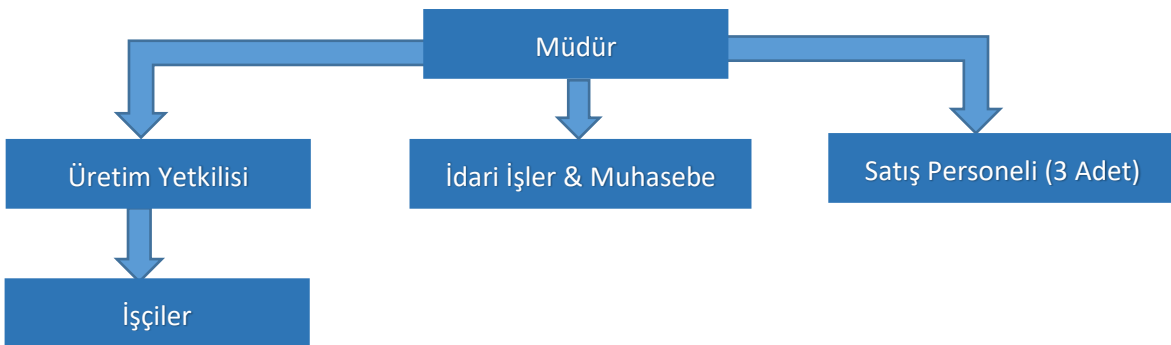 Müdür
Üretim Yetkilisi
İdari İşler & Muhasebe
Satış Personeli (3 Adet)
İşçiler